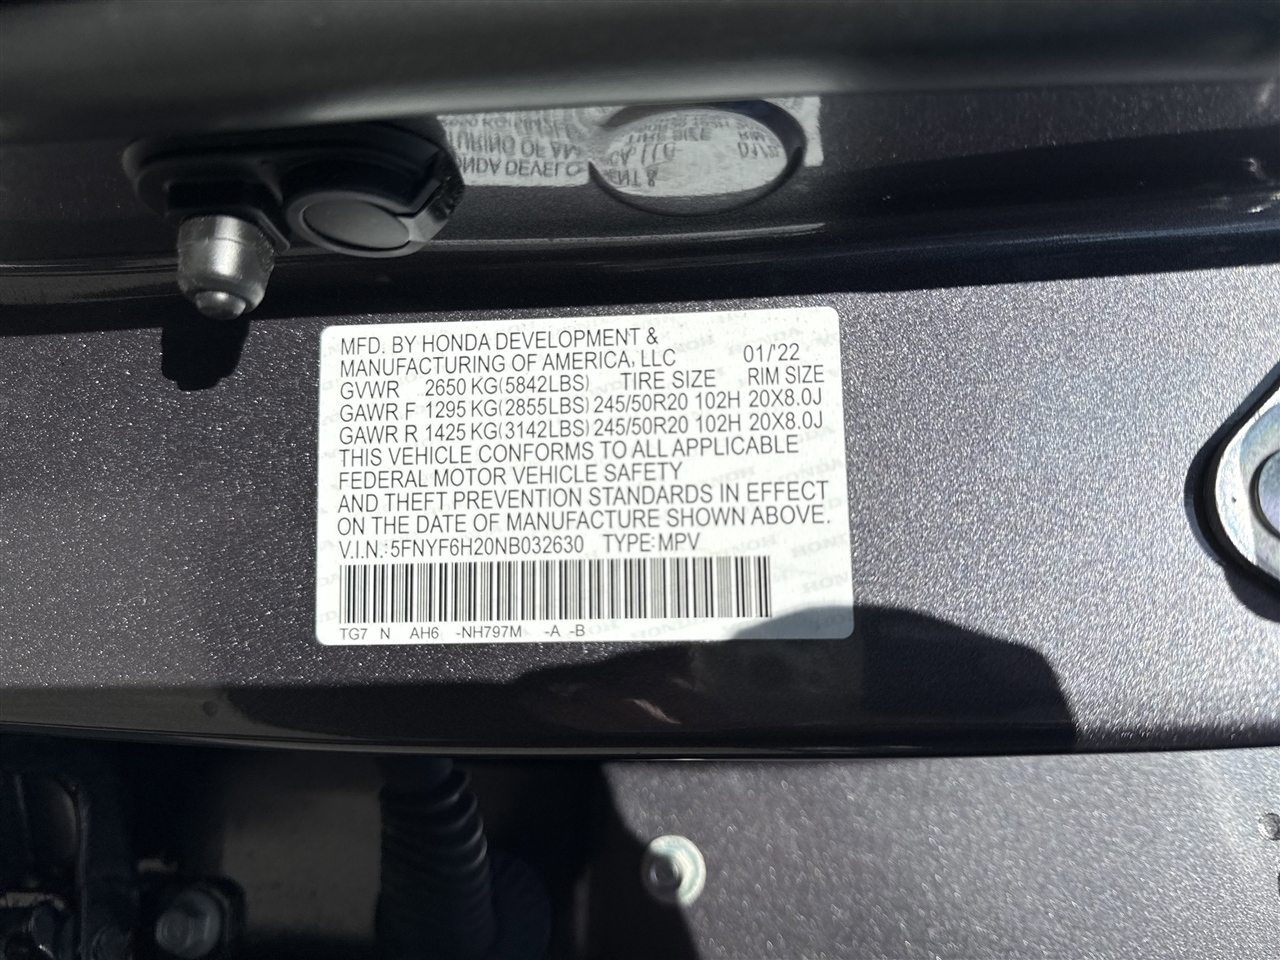 MFD. BY HONDA DEVELOPMENT &
MANUFACTURING OF AMERICA, LLC 01/'22
GVWR 2650 KG(5842LBS) TIRE SIZE RIM SIZE
GAWR F 1295 KG(2855LBS) 245/50R20 102H 20X8.0J
GAWR R 1425 KG(3142LBS) 245/50R20 102H 20X8.0J
THIS VEHICLE CONFORMS TO ALL APPLICABLE
FEDERAL MOTOR VEHICLE SAFETY
AND THEFT PREVENTION STANDARDS IN EFFECT
ON THE DATE OF MANUFACTURE SHOWN ABOVE.
V.I.N.:5FNYF6H20NB032630 TYPE:MPV
TG7 N AH6 -NH797M -A -B